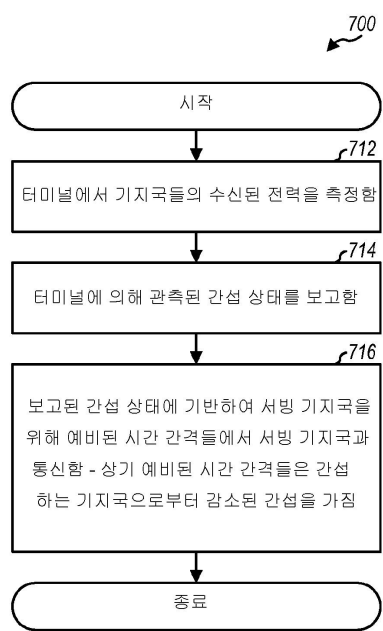 700
시작
712
터미널에서 기지국들의 수신된 전력을 측정함
714
터미널에 의해 관측된 간섭 상태를 보고함
716
보고된 간섭 상태에 기반하여 서빙 기지국을
위해 예비된 시간 간격들에서 서빙 기지국과
통신함 - 상기 예비된 시간 간격들은 간섭
하는 기지국으로부터 감소된 간섭을 가짐
종료